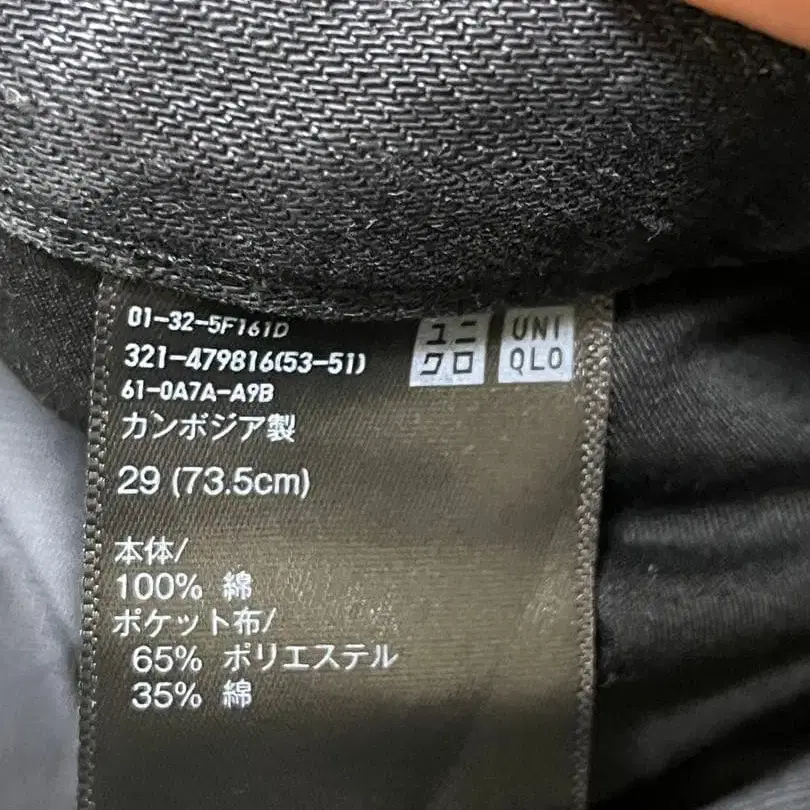 01-32-5F161D
321-479816(53-51)
61-0A7A-A9B
カンボジア製
29 (73.5cm)
本体/
100% 綿
ポケット布/
65% ポリエステル
35% 綿
ユニ
クロ
UNI
QLO